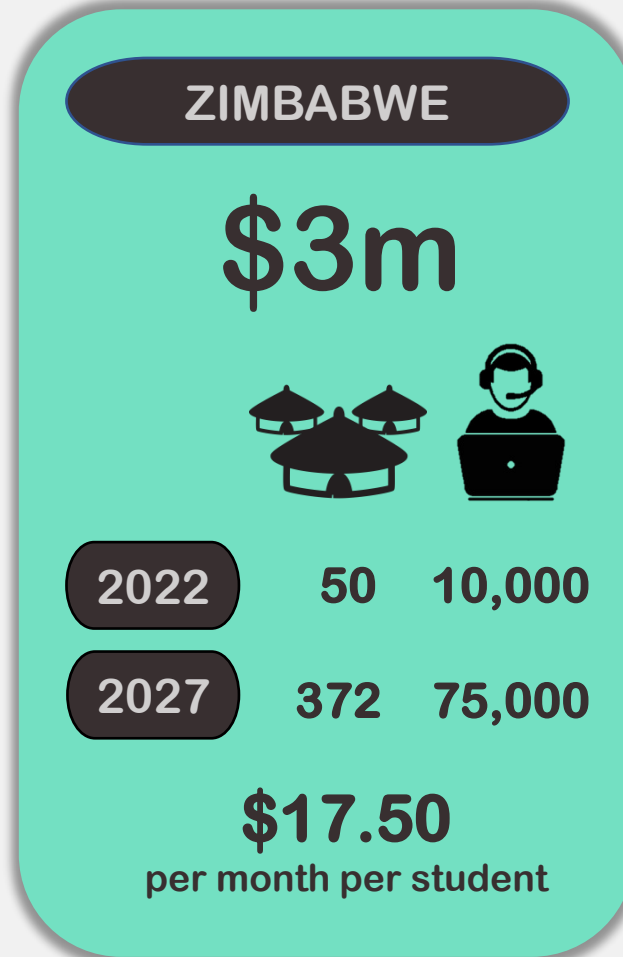 ZIMBABWE
$3m
2022 50 10,000
2027 372 75,000
$17.50
per month per student